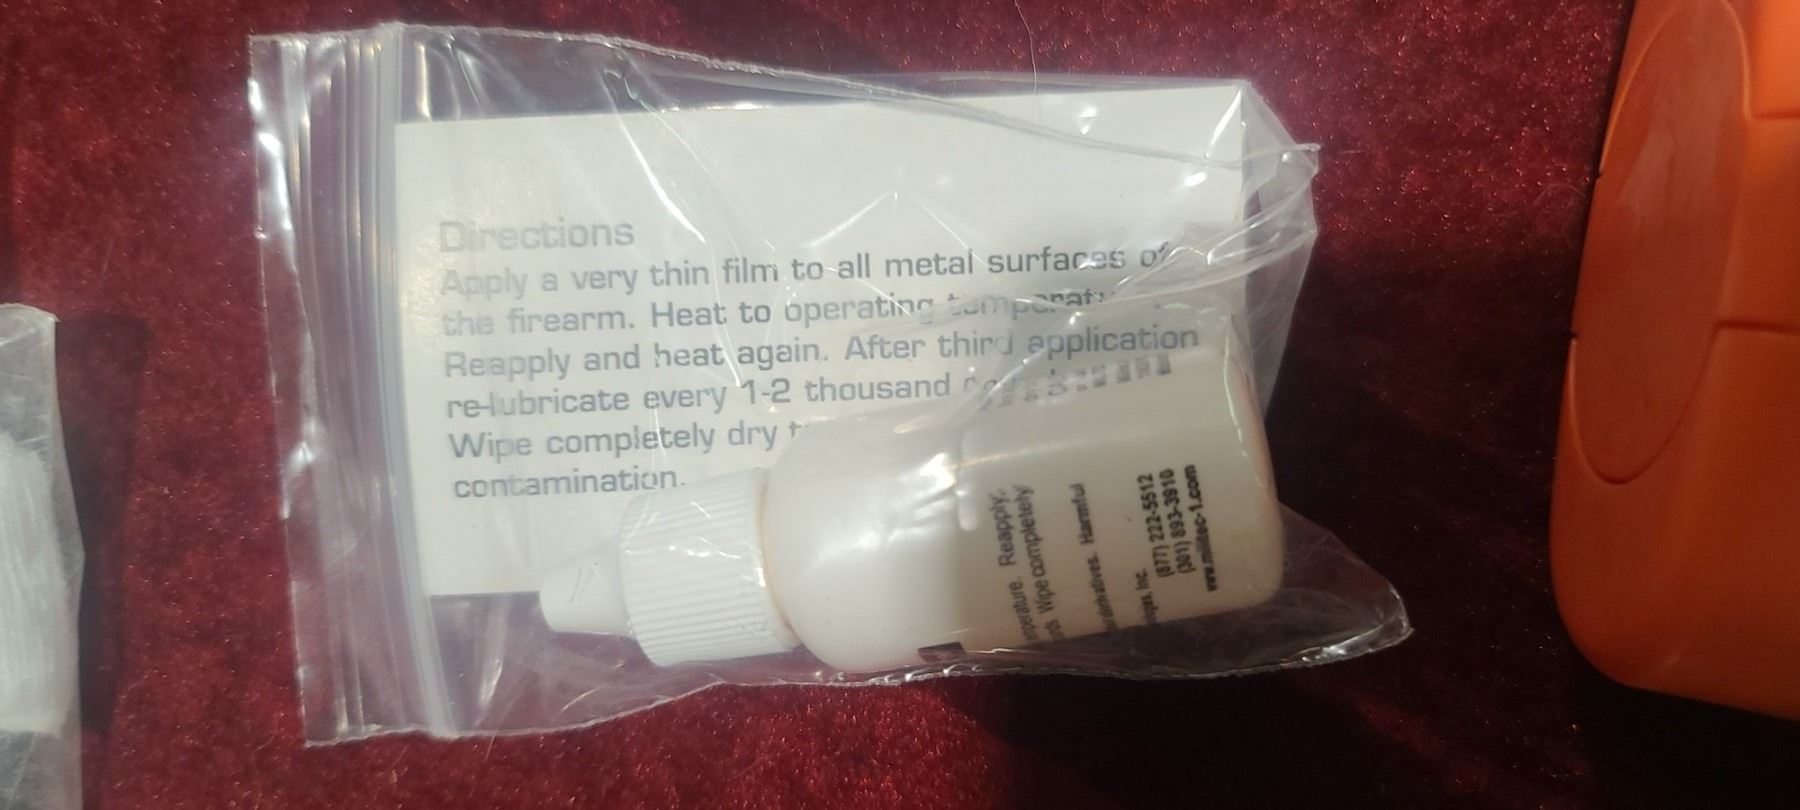 Directions
Apply a very thin film to all metal surfaces of
the firearm. Heat to operating
Reapply and heat again. After third application
re-lubricate every 1-2 thousand
Wipe completely dry
contamination.
Reapply,
Wipe completely
Harmful
Inc.
(877) 222-5512
(301) 893-3910
www.militec-1.com